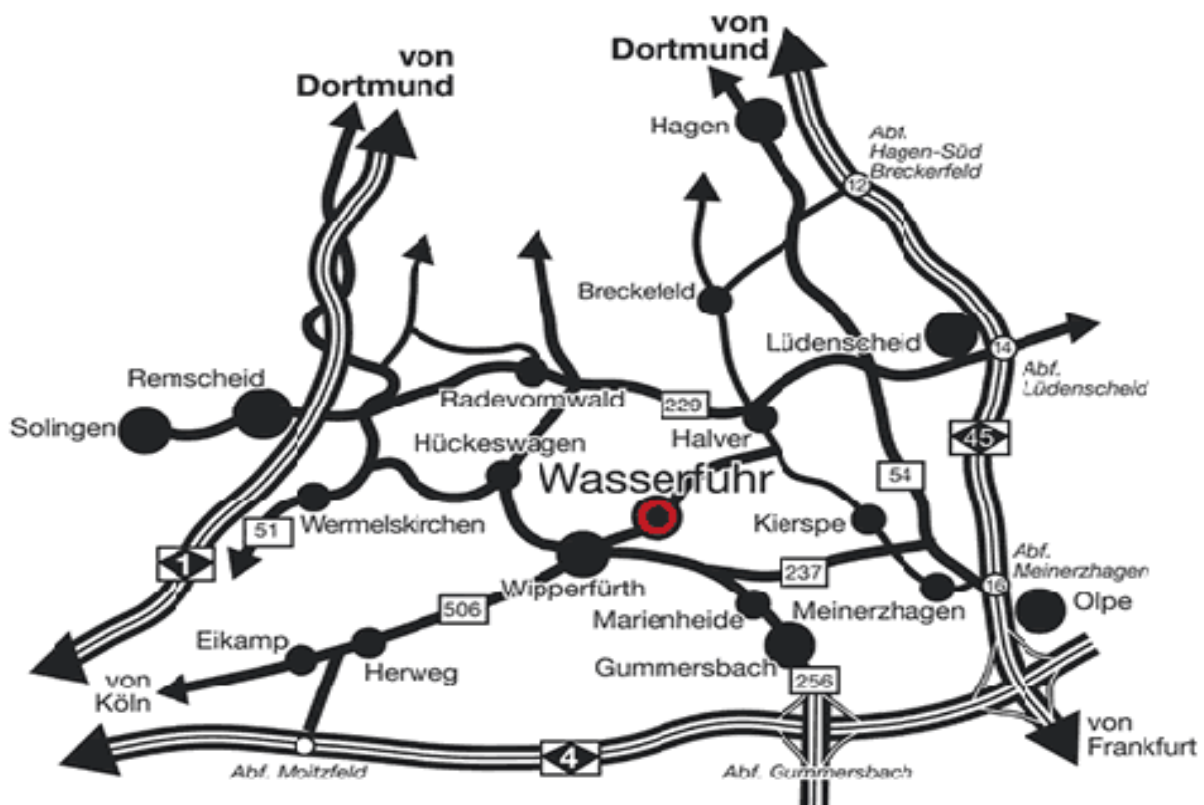 von
Dortmund
von
Dortmund
Hagen
Abf.
Hagen-Süd
Breckerfeld
12
Breckefeld
Lüdenscheid
14
Abf.
Lüdenscheid
Remscheid
Solingen
Radevormwald
229
Halver
45
Hückeswagen
Wasserfuhr
54
51
Wermelskirchen
Kierspe
1
Wipperfürth
237
Abf.
Meinerzhagen
16
506
Marienheide
Meinerzhagen
Olpe
Eikamp
Herweg
Gummersbach
256
von
Köln
von
Frankfurt
4
Abf. Moitzfeld
Abf. Gummersbach